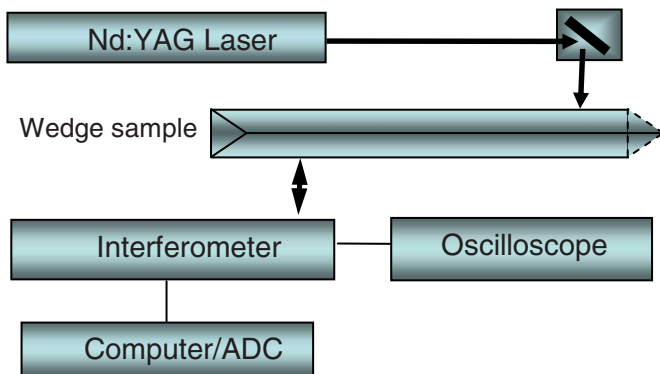 Nd:YAG Laser
Wedge sample
Interferometer
Oscilloscope
Computer/ADC